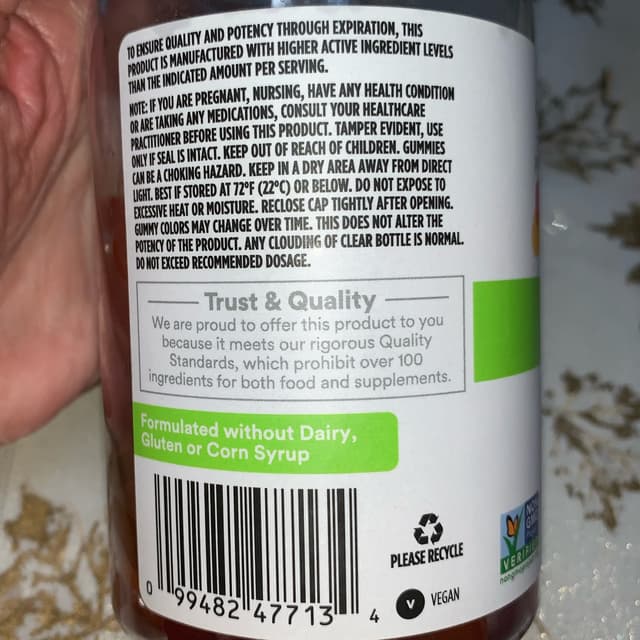 TO ENSURE QUALITY AND POTENCY THROUGH EXPIRATION, THIS
PRODUCT IS MANUFACTURED WITH HIGHER ACTIVE INGREDIENT LEVELS
THAN THE INDICATED AMOUNT PER SERVING.
NOTE: IF YOU ARE PREGNANT, NURSING, HAVE ANY HEALTH CONDITION
OR ARE TAKING ANY MEDICATIONS, CONSULT YOUR HEALTHCARE
PRACTITIONER BEFORE USING THIS PRODUCT. TAMPER EVIDENT, USE
ONLY IF SEAL IS INTACT. KEEP OUT OF REACH OF CHILDREN. GUMMIES
CAN BE A CHOKING HAZARD. KEEP IN A DRY AREA AWAY FROM DIRECT
LIGHT. BEST IF STORED AT 72°F (22°C) OR BELOW. DO NOT EXPOSE TO
EXCESSIVE HEAT OR MOISTURE. RECLOSE CAP TIGHTLY AFTER OPENING.
GUMMY COLORS MAY CHANGE OVER TIME. THIS DOES NOT ALTER THE
POTENCY OF THE PRODUCT. ANY CLOUDING OF CLEAR BOTTLE IS NORMAL.
DO NOT EXCEED RECOMMENDED DOSAGE.
Trust & Quality
We are proud to offer this product to you
because it meets our rigorous Quality
Standards, which prohibit over 100
ingredients for both food and supplements.
Formulated without Dairy,
Gluten or Corn Syrup
0 99482 47713 4
PLEASE RECYCLE
V VEGAN